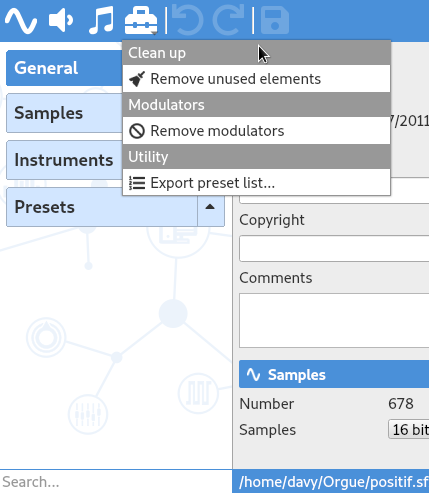 Clean up
General
Remove unused elements
Modulators
Samples
7/2011
Remove modulators
Utility
Instruments
Export preset list...
Presets
Copyright
Comments
Samples
Number
678
Samples
16 bit
Search...
/home/davy/Orgue/positif.sf